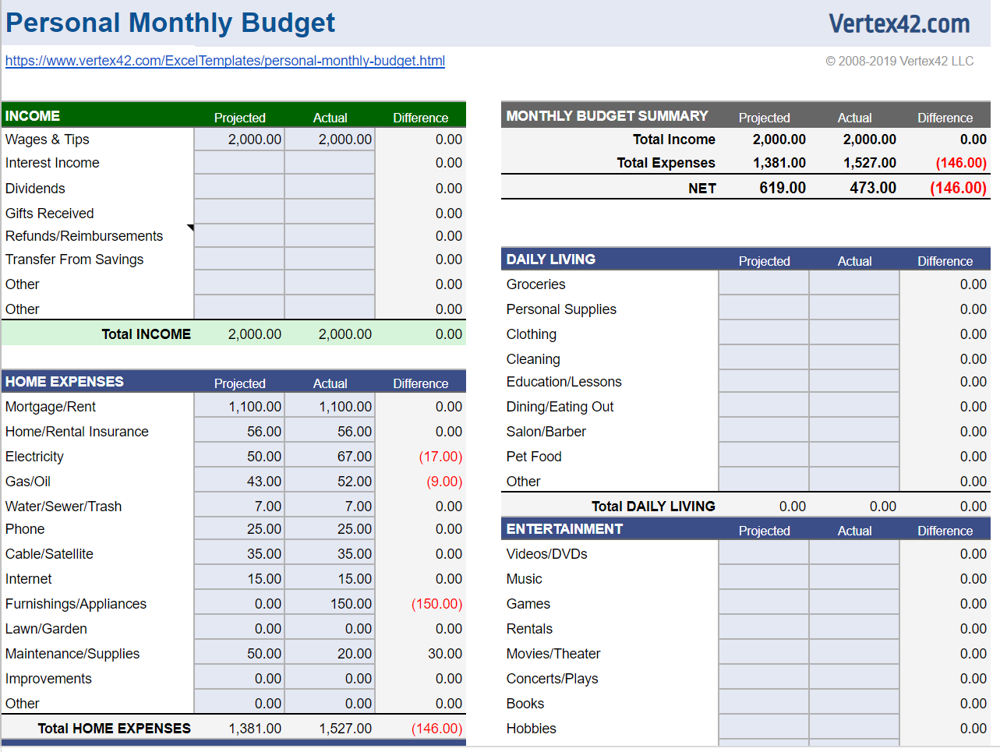 Personal Monthly Budget
Vertex42.com
https://www.vertex42.com/ExcelTemplates/personal-monthly-budget.html
© 2008-2019 Vertex42 LLC
INCOME Projected Actual Difference
Wages & Tips 2,000.00 2,000.00 0.00
Interest Income 0.00
Dividends 0.00
Gifts Received 0.00
Refunds/Reimbursements 0.00
Transfer From Savings 0.00
Other 0.00
Other 0.00
Total INCOME 2,000.00 2,000.00 0.00
HOME EXPENSES Projected Actual Difference
Mortgage/Rent 1,100.00 1,100.00 0.00
Home/Rental Insurance 56.00 56.00 0.00
Electricity 50.00 67.00 (17.00)
Gas/Oil 43.00 52.00 (9.00)
Water/Sewer/Trash 7.00 7.00 0.00
Phone 25.00 25.00 0.00
Cable/Satellite 35.00 35.00 0.00
Internet 15.00 15.00 0.00
Furnishings/Appliances 0.00 150.00 (150.00)
Lawn/Garden 0.00 0.00 0.00
Maintenance/Supplies 50.00 20.00 30.00
Improvements 0.00 0.00 0.00
Other 0.00 0.00 0.00
Total HOME EXPENSES 1,381.00 1,527.00 (146.00)
MONTHLY BUDGET SUMMARY Projected Actual Difference
Total Income 2,000.00 2,000.00 0.00
Total Expenses 1,381.00 1,527.00 (146.00)
NET 619.00 473.00 (146.00)
DAILY LIVING Projected Actual Difference
Groceries 0.00
Personal Supplies 0.00
Clothing 0.00
Cleaning 0.00
Education/Lessons 0.00
Dining/Eating Out 0.00
Salon/Barber 0.00
Pet Food 0.00
Other 0.00
Total DAILY LIVING 0.00 0.00 0.00
ENTERTAINMENT Projected Actual Difference
Videos/DVDs 0.00
Music 0.00
Games 0.00
Rentals 0.00
Movies/Theater 0.00
Concerts/Plays 0.00
Books 0.00
Hobbies 0.00